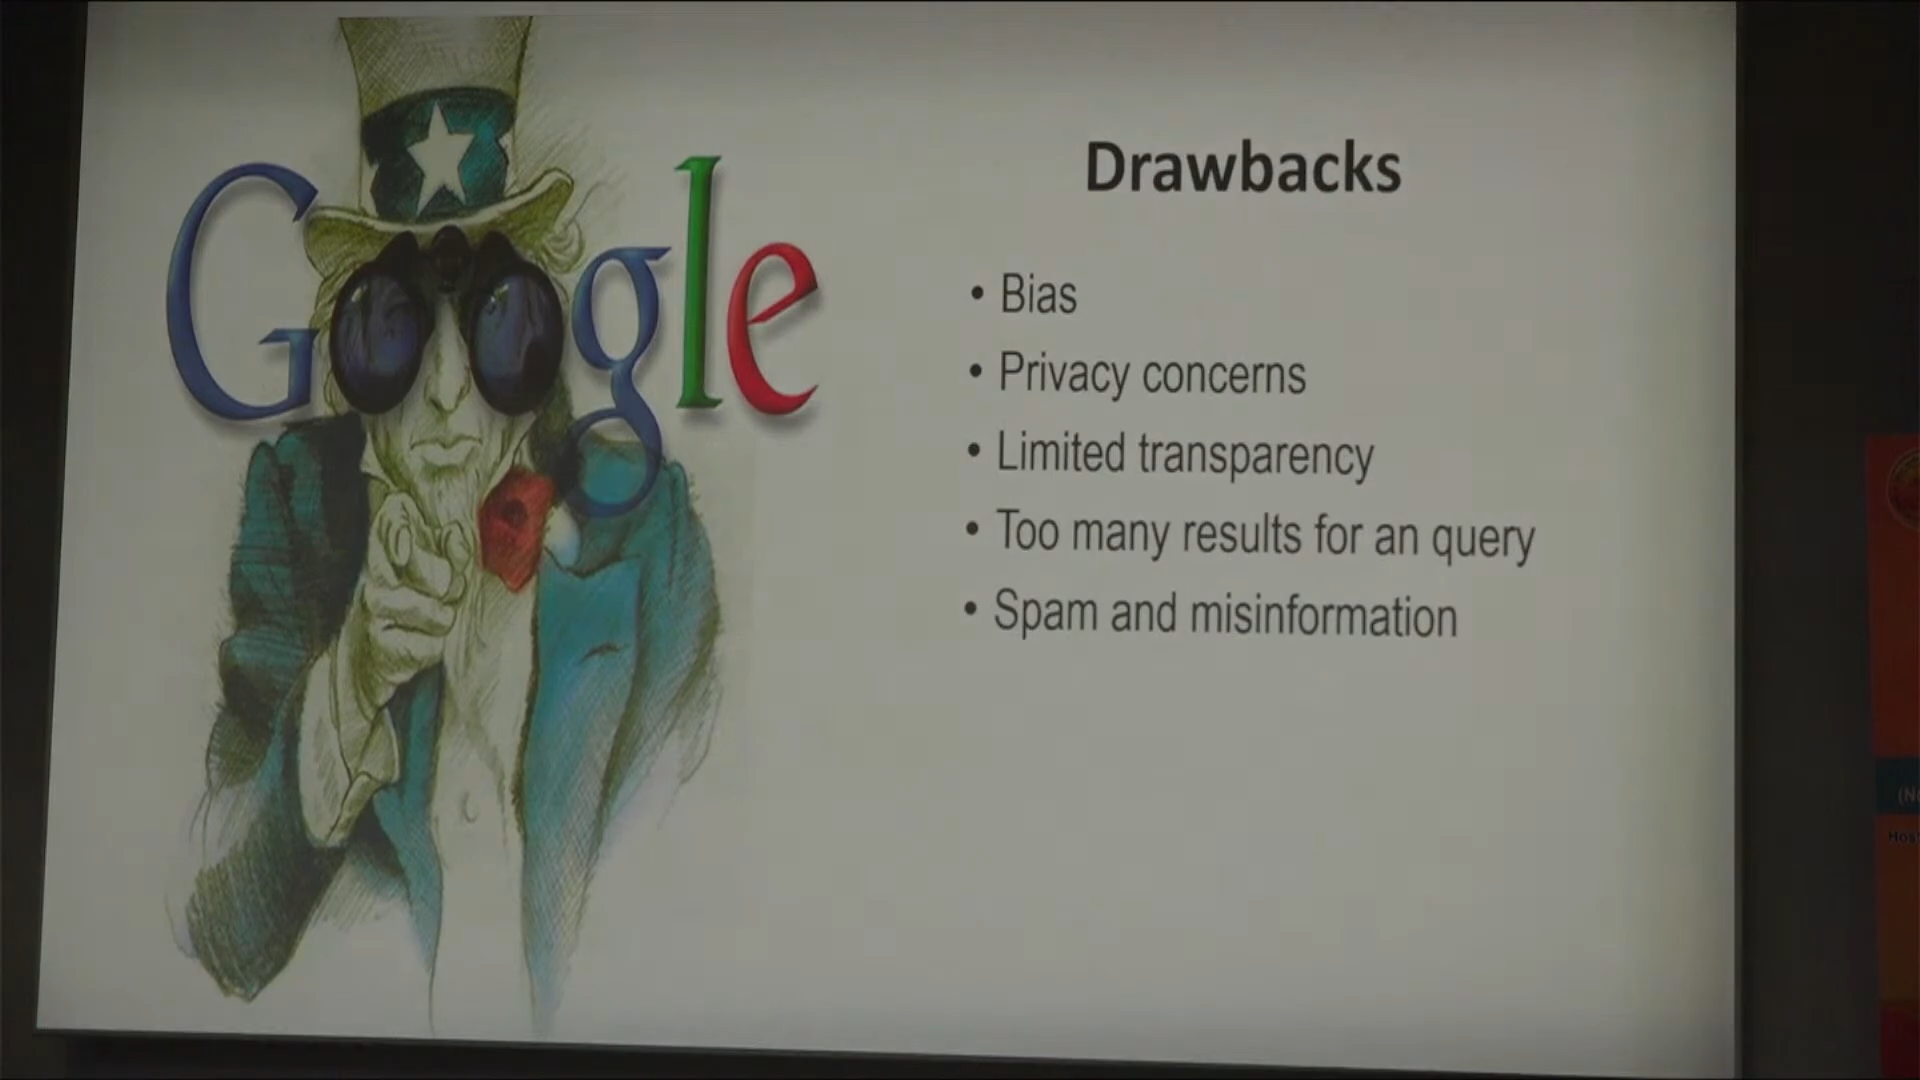 Google
Drawbacks
• Bias
• Privacy concerns
• Limited transparency
• Too many results for an query
• Spam and misinformation